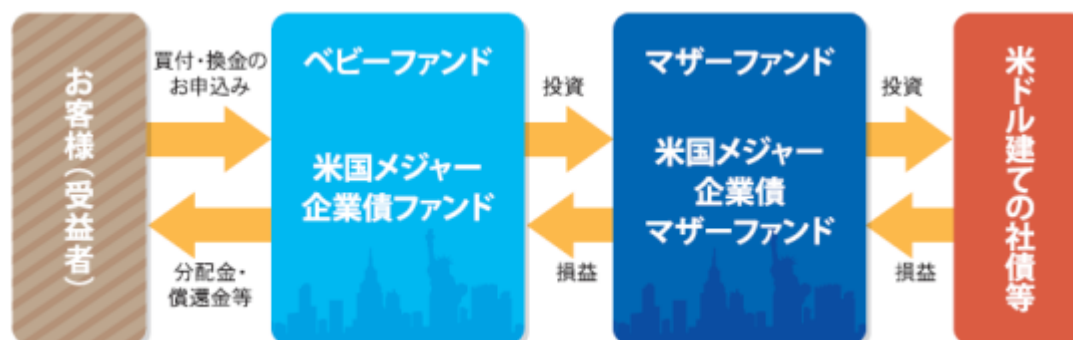 お客様(受益者)
買付・換金の
お申込み
分配金・
償還金等
ベビーファンド
米国メジャー
企業債ファンド
投資
損益
マザーファンド
米国メジャー
企業債
マザーファンド
投資
損益
米ドル建ての社債等